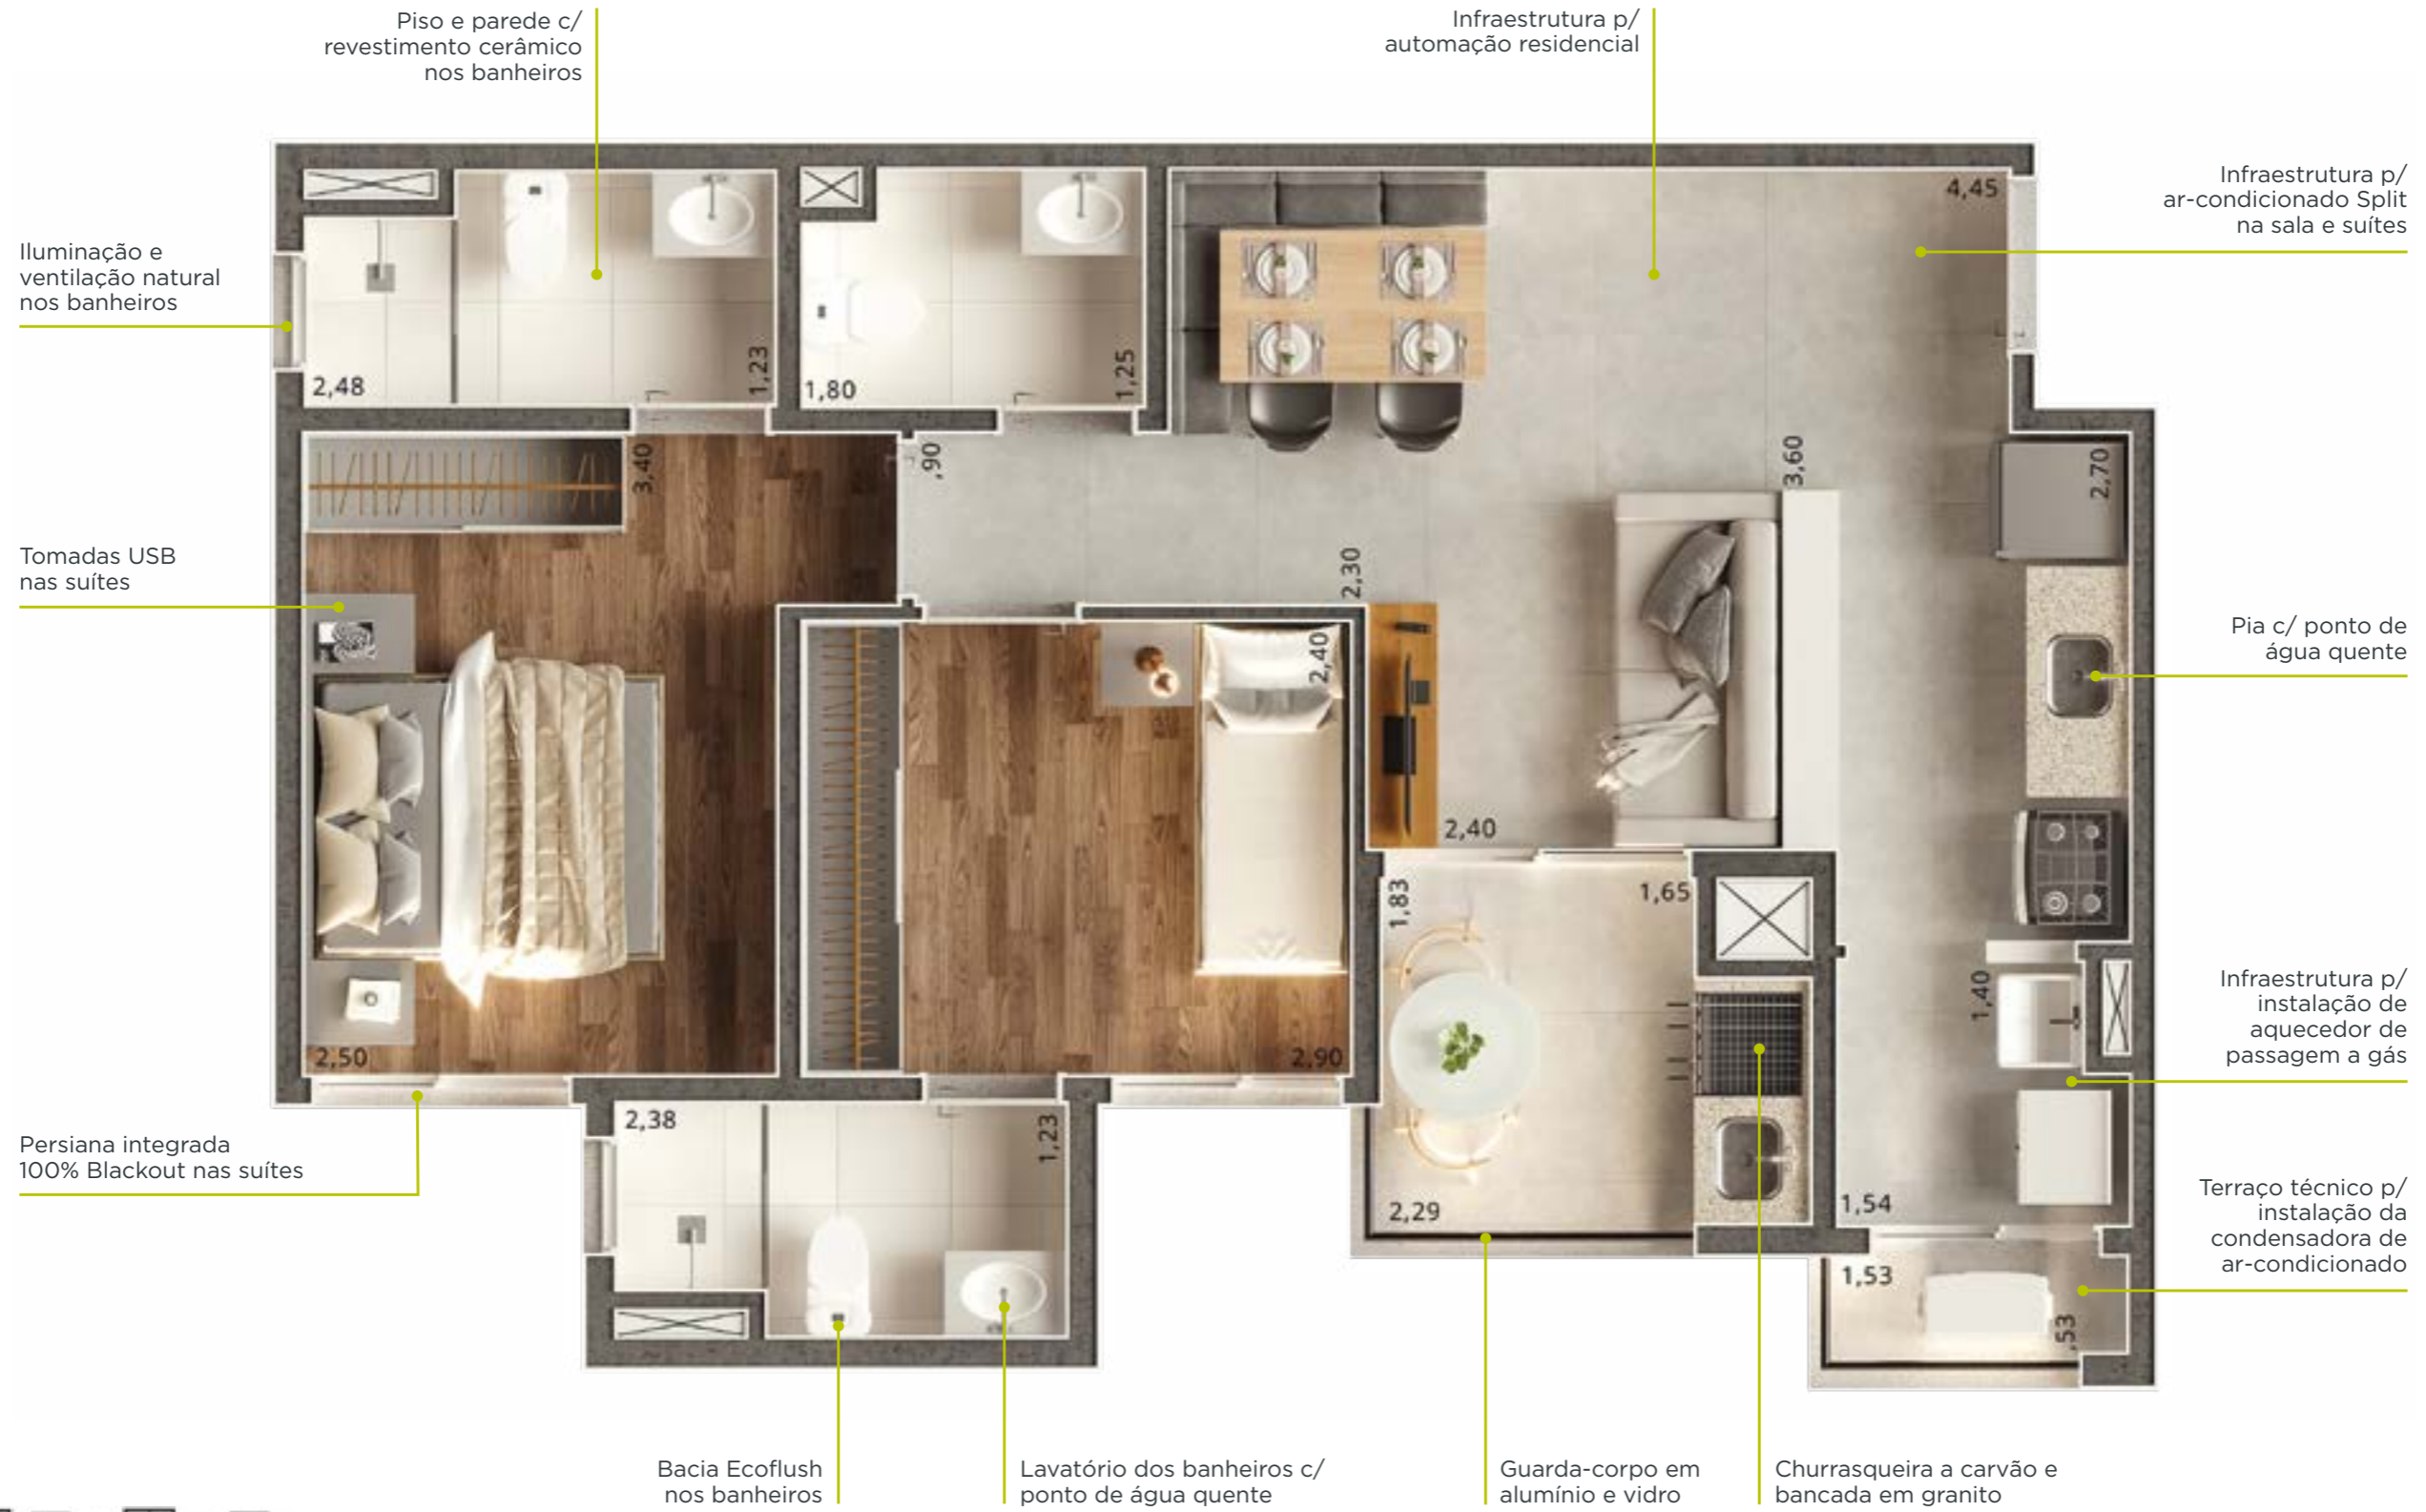 Piso e parede c/
revestimento cerâmico
nos banheiros
Infraestrutura p/
automação residencial
Infraestrutura p/
ar-condicionado Split
na sala e suítes
4,45
Iluminação e
ventilação natural
nos banheiros
2,48
1,23
1,80
1,25
3,40
,90
3,60
2,70
Tomadas USB
nas suítes
2,30
2,40
Pia c/ ponto de
água quente
2,40
1,83
1,65
Infraestrutura p/
instalação de
aquecedor de
passagem a gás
1,40
2,50
2,90
Persiana integrada
100% Blackout nas suítes
2,38
1,23
2,29
1,54
Terraço técnico p/
instalação da
condensadora de
ar-condicionado
1,53
,53
Bacia Ecoflush
nos banheiros
Lavatório dos banheiros c/
ponto de água quente
Guarda-corpo em
alumínio e vidro
Churrasqueira a carvão e
bancada em granito